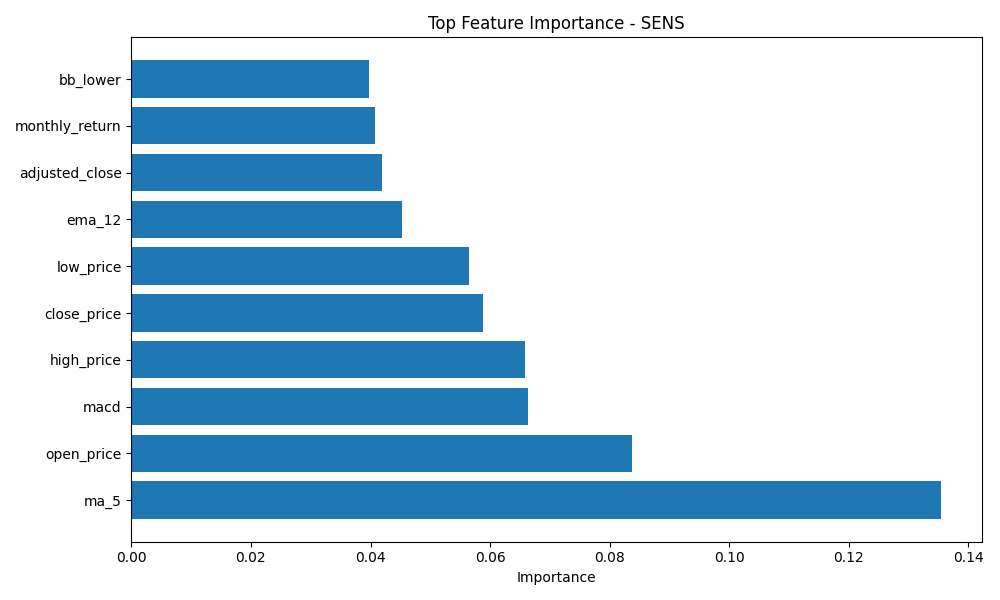 Top Feature Importance - SENS
bb_lower
monthly_return
adjusted_close
ema_12
low_price
close_price
high_price
macd
open_price
ma_5
0.00 0.02 0.04 0.06 0.08 0.10 0.12 0.14
Importance